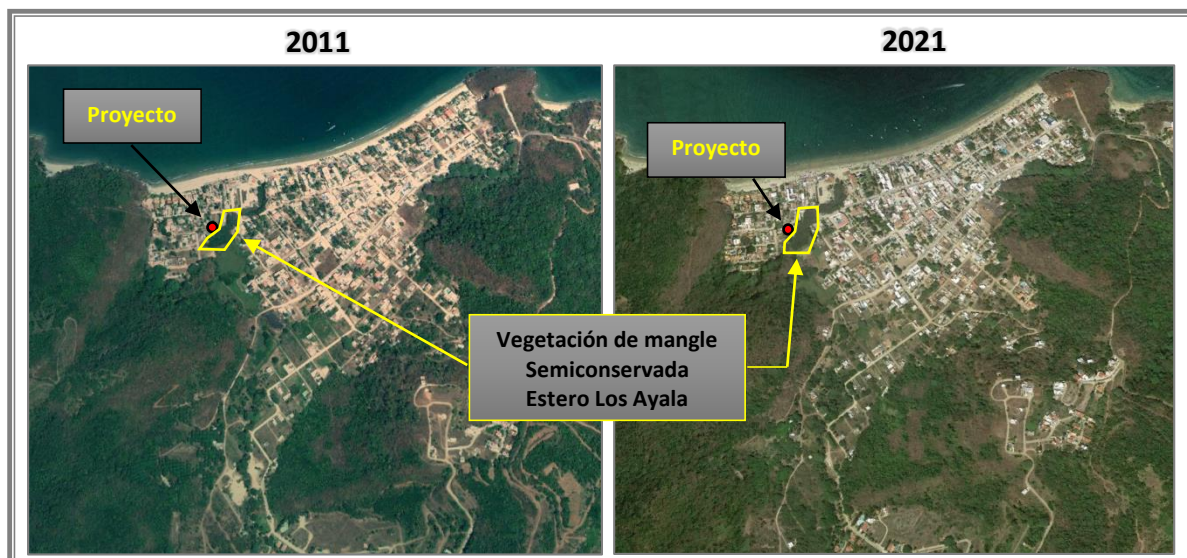 2011
2021
Proyecto
Proyecto
Vegetación de mangle
Semiconservada
Estero Los Ayala